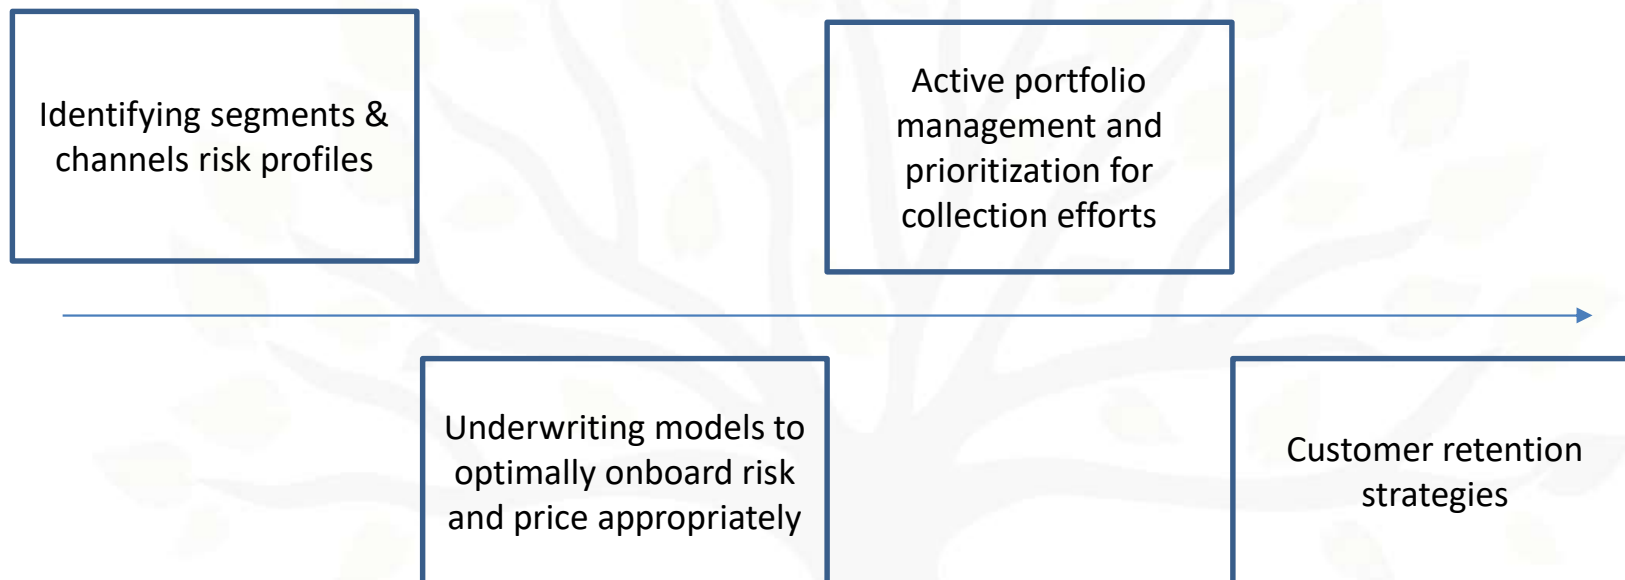 Identifying segments &
channels risk profiles
Underwriting models to
optimally onboard risk
and price appropriately
Active portfolio
management and
prioritization for
collection efforts
Customer retention
strategies